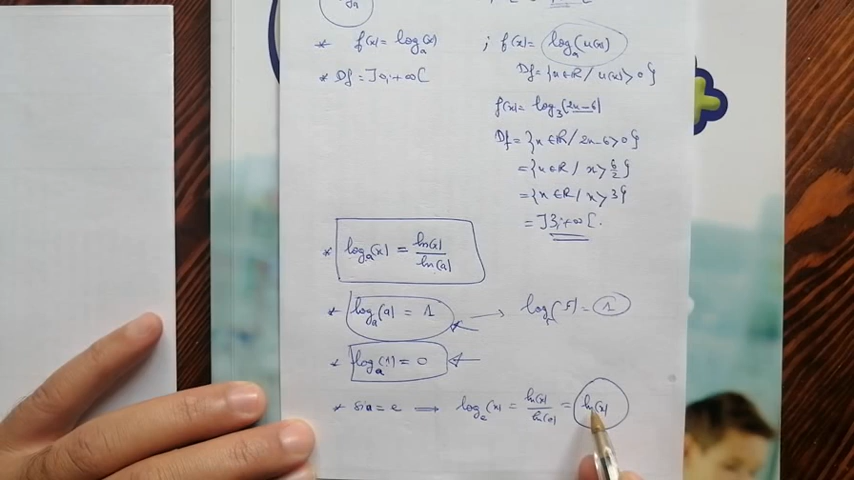 * f(x) = log_a(x) ; f(x) = log_a(u(x))
* Df = ]0,+∞[ Df = {x∈ℝ / u(x)>0}
f(x) = log_3(2x-6)
Df = {x∈ℝ / 2x-6>0}
= {x∈ℝ / x>6/2}
= {x∈ℝ / x>3}
= ]3,+∞[.
* log_a(x) = ln(x)/ln(a)
* log_a(a) = 1 → log_5(5) = 1
* log_a(1) = 0
* si a = e → log_e(x) = ln(x)/ln(e) = ln(x)